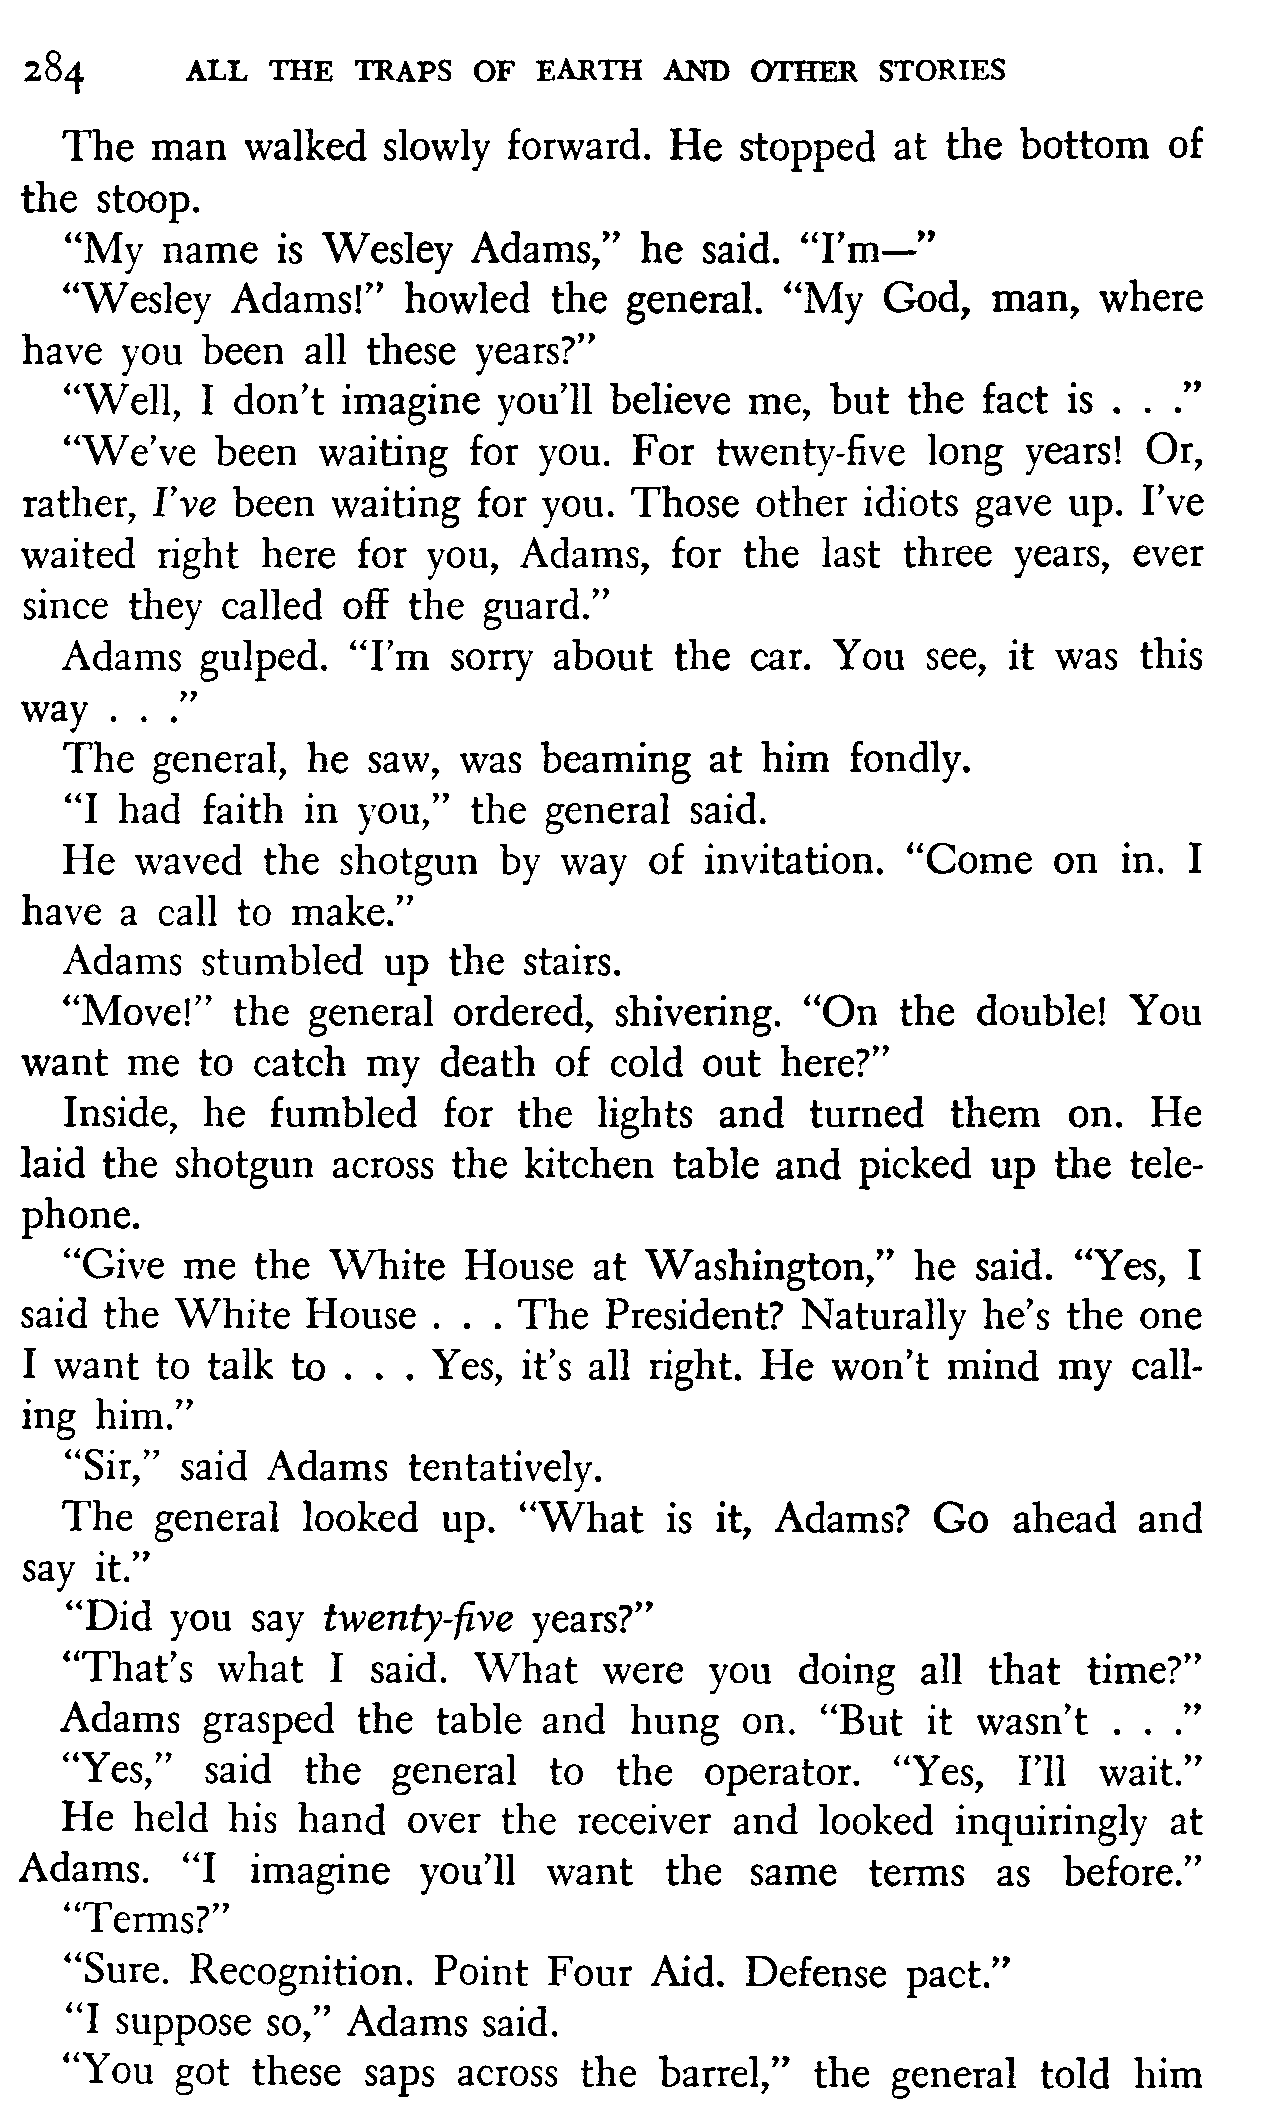 284 ALL THE TRAPS OF EARTH AND OTHER STORIES
The man walked slowly forward. He stopped at the bottom of
the stoop.
“My name is Wesley Adams,” he said. “I’m—”
“Wesley Adams!” howled the general. “My God, man, where
have you been all these years?”
“Well, I don’t imagine you’ll believe me, but the fact is . . .”
“We’ve been waiting for you. For twenty-five long years! Or,
rather, I’ve been waiting for you. Those other idiots gave up. I’ve
waited right here for you, Adams, for the last three years, ever
since they called off the guard.”
Adams gulped. “I’m sorry about the car. You see, it was this
way . . .”
The general, he saw, was beaming at him fondly.
“I had faith in you,” the general said.
He waved the shotgun by way of invitation. “Come on in. I
have a call to make.”
Adams stumbled up the stairs.
“Move!” the general ordered, shivering. “On the double! You
want me to catch my death of cold out here?”
Inside, he fumbled for the lights and turned them on. He
laid the shotgun across the kitchen table and picked up the tele-
phone.
“Give me the White House at Washington,” he said. “Yes, I
said the White House . . . The President? Naturally he’s the one
I want to talk to . . . Yes, it’s all right. He won’t mind my call-
ing him.”
“Sir,” said Adams tentatively.
The general looked up. “What is it, Adams? Go ahead and
say it.”
“Did you say twenty-five years?”
“That’s what I said. What were you doing all that time?”
Adams grasped the table and hung on. “But it wasn’t . . .”
“Yes,” said the general to the operator. “Yes, I’ll wait.”
He held his hand over the receiver and looked inquiringly at
Adams. “I imagine you’ll want the same terms as before.”
“Terms?”
“Sure. Recognition. Point Four Aid. Defense pact.”
“I suppose so,” Adams said.
“You got these saps across the barrel,” the general told him